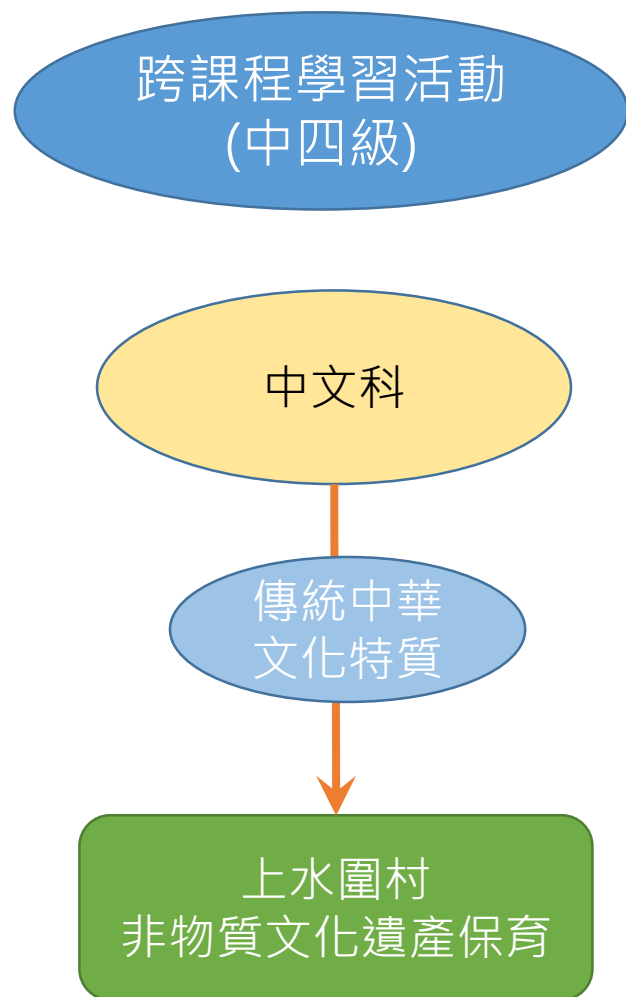 跨課程學習活動
(中四級)
中文科
傳統中華
文化特質
上水圍村
非物質文化遺產保育